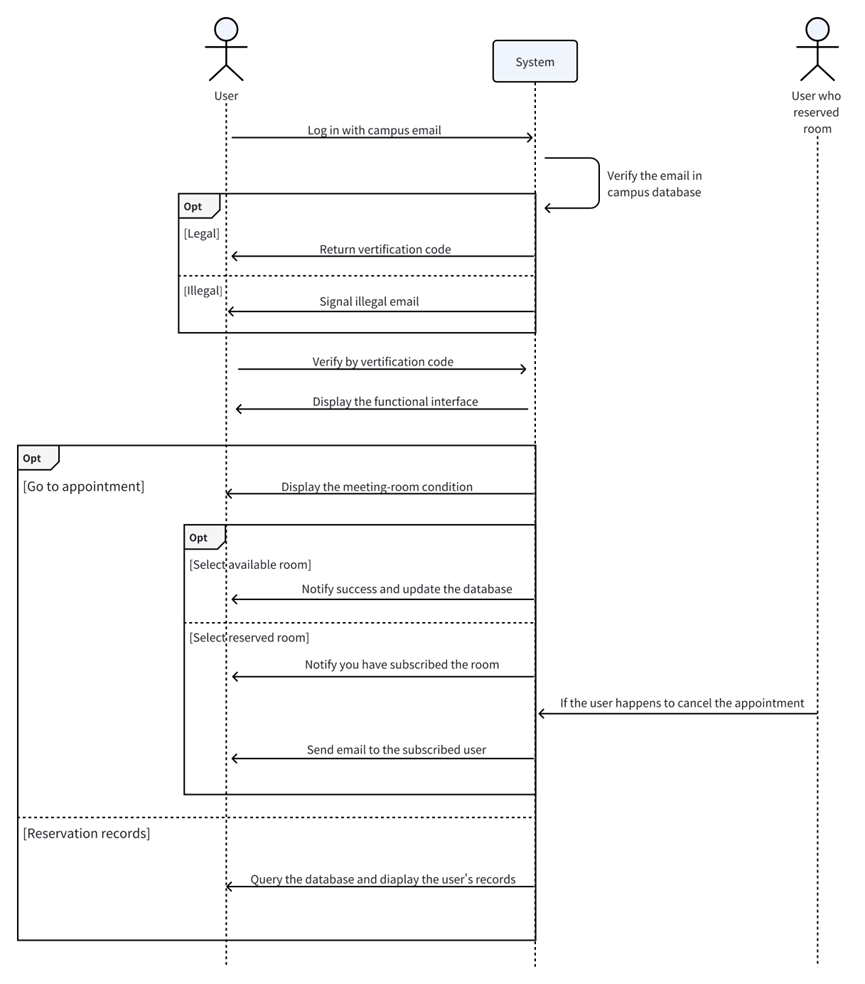 System
User
User who
reserved
room
Log in with campus email
Verify the email in
campus database
Opt
[Legal]
Return vertification code
[Illegal]
Signal illegal email
Verify by vertification code
Display the functional interface
Opt
[Go to appointment]
Display the meeting-room condition
Opt
[Select available room]
Notify success and update the database
[Select reserved room]
Notify you have subscribed the room
If the user happens to cancel the appointment
Send email to the subscribed user
[Reservation records]
Query the database and diaplay the user's records